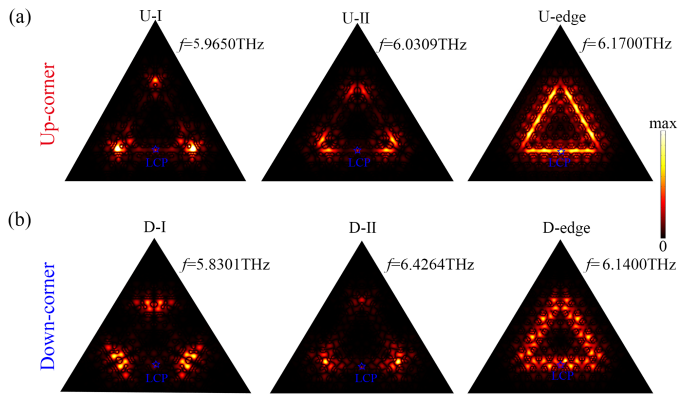 (a)
U-I
U-II
U-edge
f=5.9650THz
f=6.0309THz
f=6.1700THz
Up-corner
LCP
LCP
LCP
max
0
(b)
D-I
D-II
D-edge
f=5.8301THz
f=6.4264THz
f=6.1400THz
Down-corner
LCP
LCP
LCP